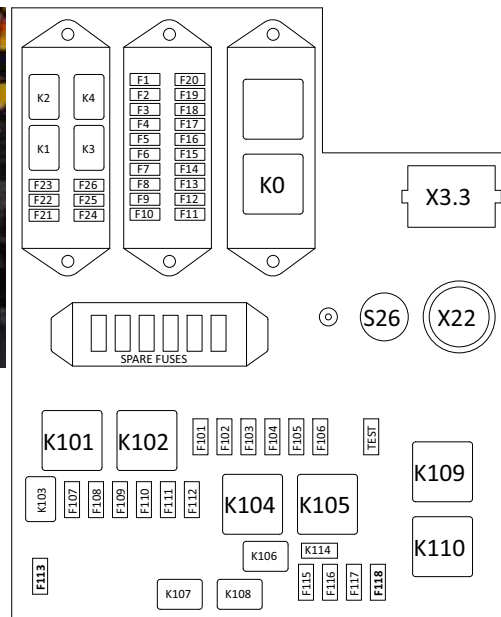 K2 K4
K1 K3
F23 F26
F22 F25
F21 F24
F1 F20
F2 F19
F3 F18
F4 F17
F5 F16
F6 F15
F7 F14
F8 F13
F9 F12
F10 F11
K0
X3.3
SPARE FUSES
S26
X22
K101 K102
F101 F102 F103 F104 F105 F106
TEST
K103
F107 F108 F109 F110 F111 F112
K104 K105
K109
K110
K106
K114
F113
F115 F116 F117 F118
K107 K108